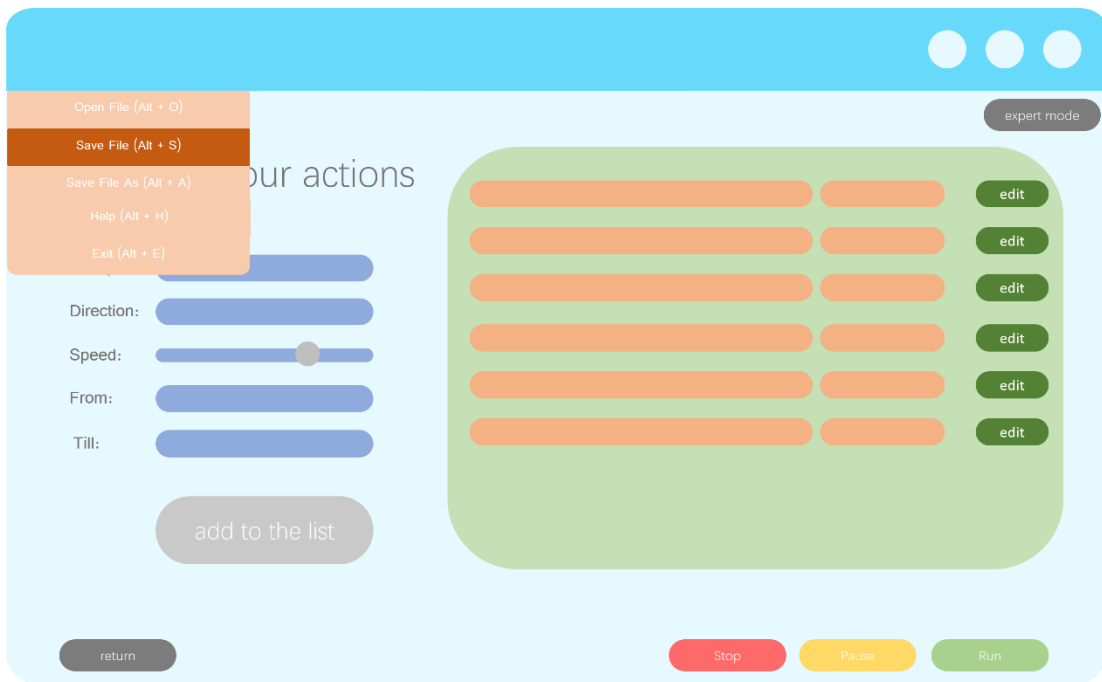 Open File (Alt + O)
Save File (Alt + S)
Save File As (Alt + A)
Help (Alt + H)
Exit (Alt + E)
expert mode
actions
edit
edit
edit
Direction:
Speed:
edit
From:
edit
Till:
edit
add to the list
return
Stop
Pause
Run